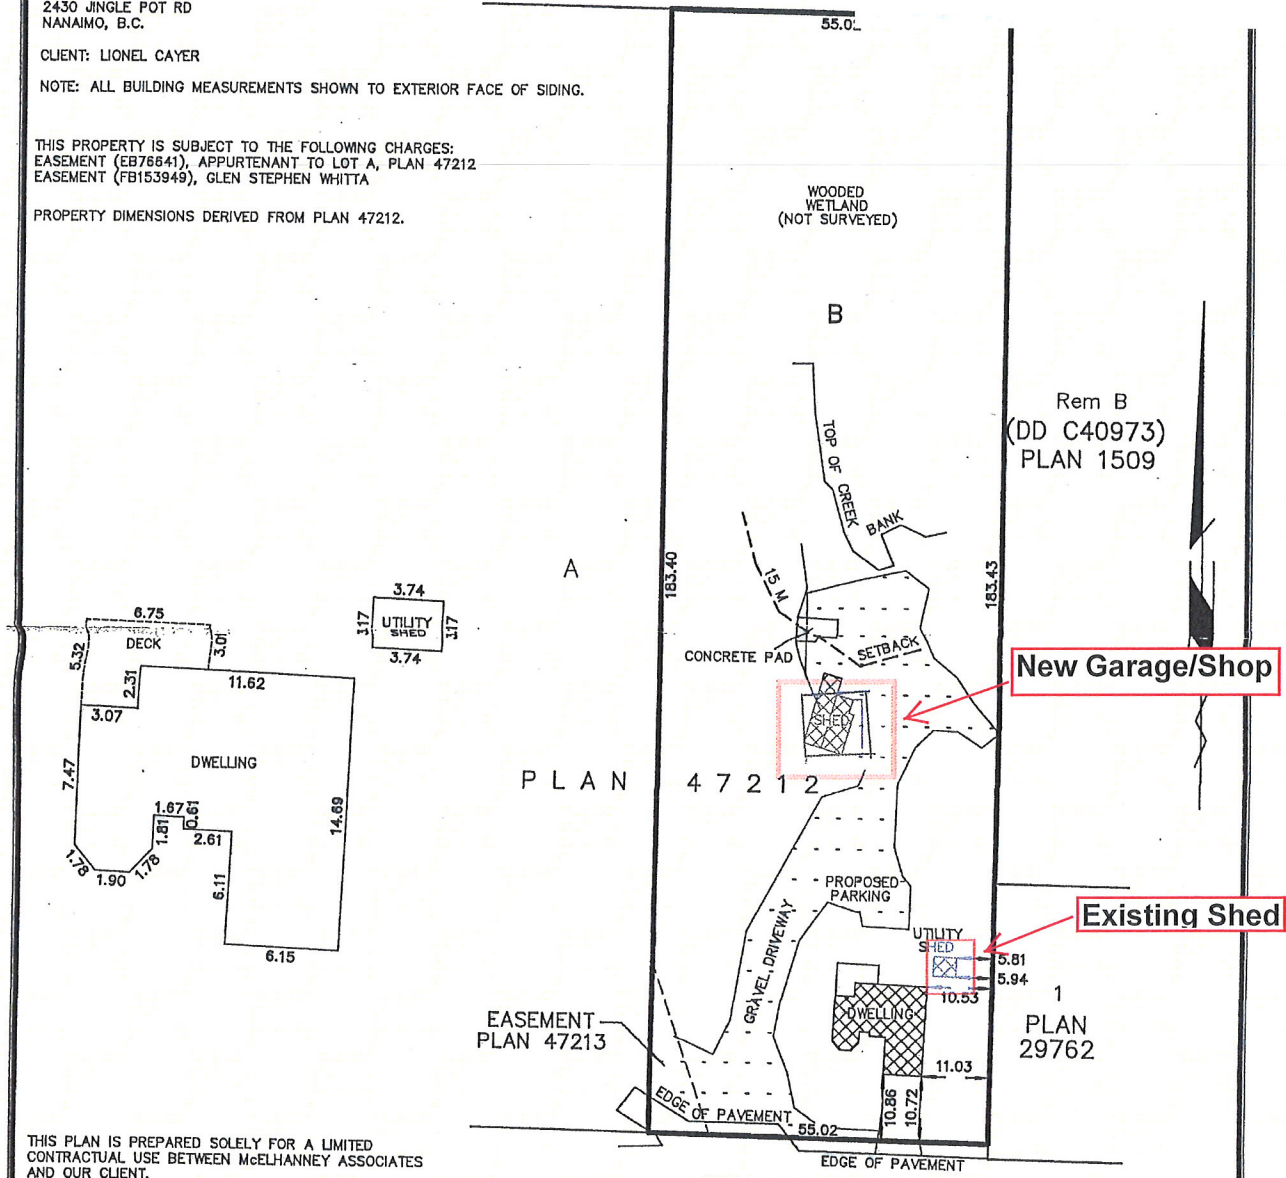 2430 JINGLE POT RD
NANAIMO, B.C.
CLIENT: LIONEL CAYER
NOTE: ALL BUILDING MEASUREMENTS SHOWN TO EXTERIOR FACE OF SIDING.
THIS PROPERTY IS SUBJECT TO THE FOLLOWING CHARGES:
EASEMENT (EB76641), APPURTENANT TO LOT A, PLAN 47212
EASEMENT (FB153949), GLEN STEPHEN WHITTA
PROPERTY DIMENSIONS DERIVED FROM PLAN 47212.
55.02
WOODED
WETLAND
(NOT SURVEYED)
B
Rem B
(DD C40973)
PLAN 1509
TOP OF CREEK
BANK
15 M
SETBACK
183.40
183.43
A
CONCRETE PAD
New Garage/Shop
SHED
PLAN 47212
6.75
DECK
3.01
5.32
2.31
11.62
3.07
DWELLING
7.47
14.69
1.67
0.61
1.81
2.61
1.78
1.90
1.78
6.11
6.15
3.74
3.17
UTILITY
SHED
3.17
3.74
PROPOSED
PARKING
GRAVEL DRIVEWAY
Existing Shed
UTILITY
SHED
5.81
5.94
10.53
DWELLING
1
PLAN
29762
EASEMENT
PLAN 47213
11.03
10.86
10.72
EDGE OF PAVEMENT
55.02
EDGE OF PAVEMENT
THIS PLAN IS PREPARED SOLELY FOR A LIMITED
CONTRACTUAL USE BETWEEN McELHANNEY ASSOCIATES
AND OUR CLIENT.